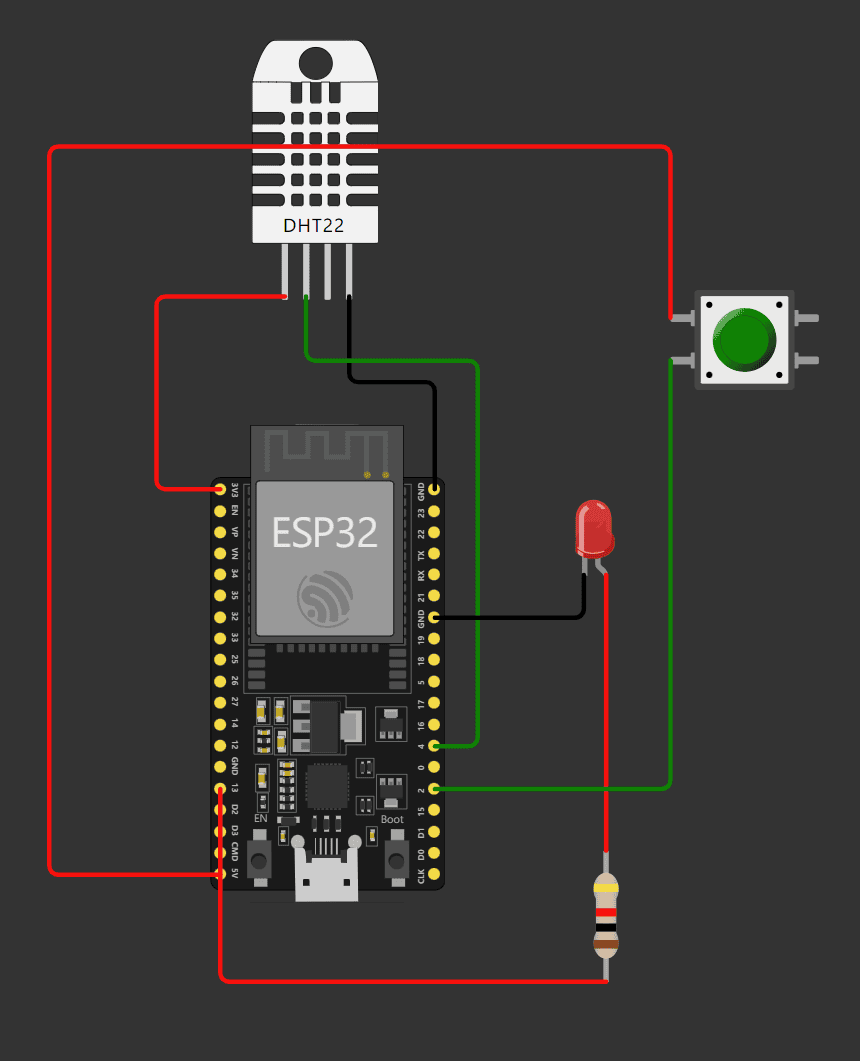 DHT22
ESP32
3V3
EN
VP
VN
34
35
32
33
25
26
27
14
12
GND
13
D2
D3
CMD
5V
GND
23
22
TX
RX
21
GND
19
18
5
17
16
4
0
2
15
D1
D0
CLK
EN
Boot